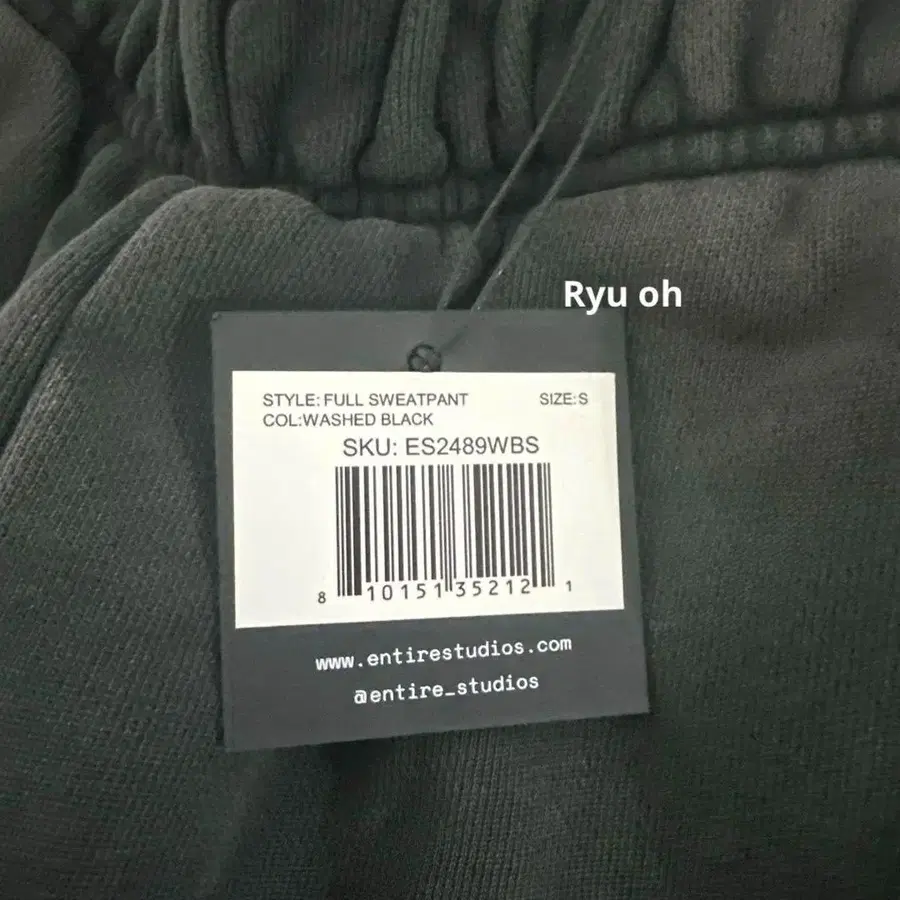 Ryu oh
STYLE: FULL SWEATPANT SIZE: S
COL:WASHED BLACK
SKU: ES2489WBS
8 10151 35212 1
www.entirestudios.com
@entire_studios